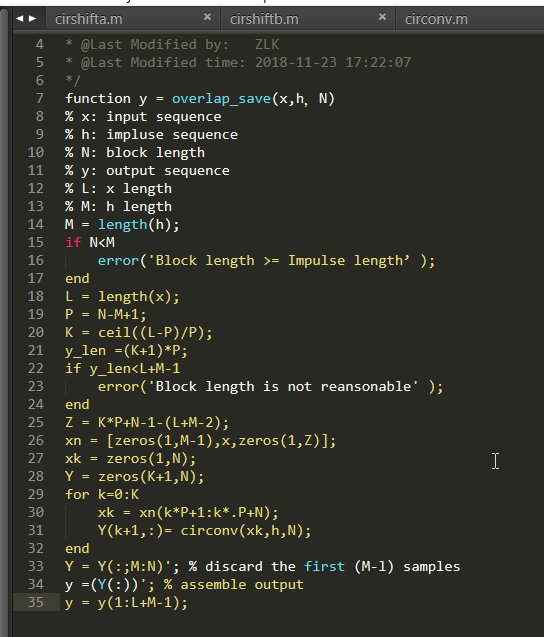 cirshifta.m × cirshiftb.m × circonv.m
4 * @Last Modified by:   ZLK
5 * @Last Modified time: 2018-11-23 17:22:07
6 */
7 function y = overlap_save(x,h, N)
8 % x: input sequence
9 % h: impluse sequence
10 % N: block length
11 % y: output sequence
12 % L: x length
13 % M: h length
14 M = length(h);
15 if N<M
16     error('Block length >= Impulse length’ );
17 end
18 L = length(x);
19 P = N-M+1;
20 K = ceil((L-P)/P);
21 y_len =(K+1)*P;
22 if y_len<L+M-1
23     error('Block length is not reansonable' );
24 end
25 Z = K*P+N-1-(L+M-2);
26 xn = [zeros(1,M-1),x,zeros(1,Z)];
27 xk = zeros(1,N);
28 Y = zeros(K+1,N);
29 for k=0:K
30     xk = xn(k*P+1:k*.P+N);
31     Y(k+1,:)= circonv(xk,h,N);
32 end
33 Y = Y(:;M:N)'; % discard the first (M-l) samples
34 y =(Y(:))'; % assemble output
35 y = y(1:L+M-1);